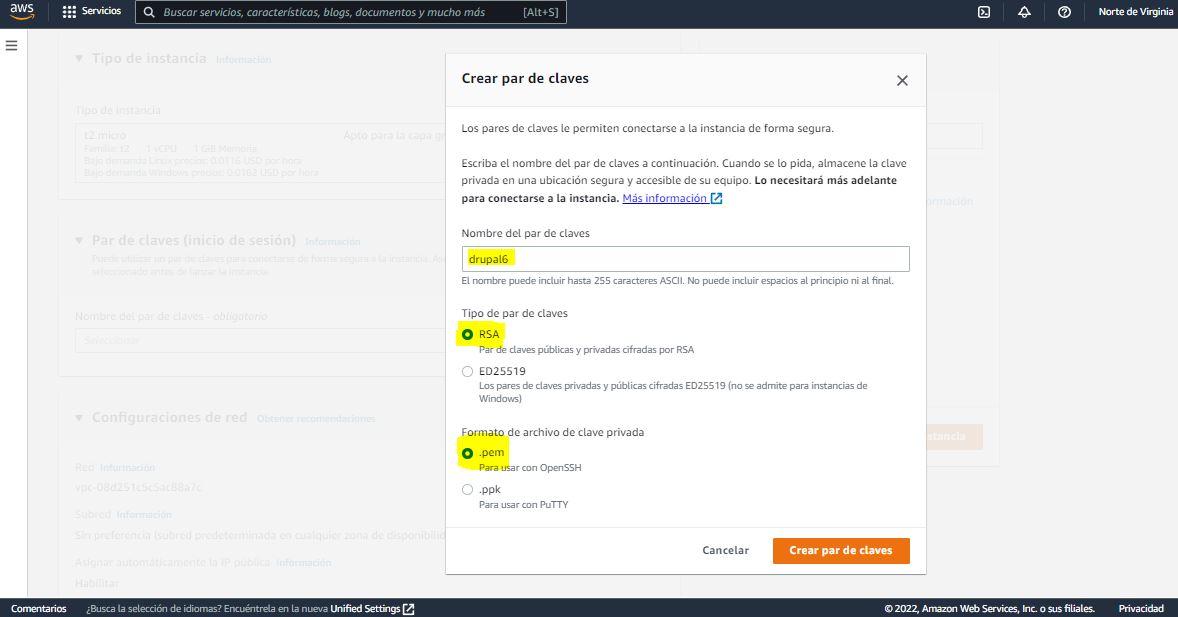 aws
Servicios
Buscar servicios, características, blogs, documentos y mucho más [Alt+S]
Norte de Virginia
Tipo de instancia Información
Tipo de instancia
t2.micro Apto para la capa
Familia: t2 1 vCPU 1 GiB Memoria
Bajo demanda Linux precios: 0.0116 USD por hora
Bajo demanda Windows precios: 0.0162 USD por hora
Par de claves (inicio de sesión) Información
Puede utilizar un par de claves para conectarse de forma segura a la instancia.
seleccionado antes de lanzar la instancia.
Nombre del par de claves - obligatorio
Seleccionar
Configuraciones de red Obtener recomendaciones
Red Información
vpc-08d251c5c5ac88a7c
Subred Información
Sin preferencia (subred predeterminada en cualquier zona de
Asignar automáticamente la IP pública Información
Habilitar
Crear par de claves
Los pares de claves le permiten conectarse a la instancia de forma segura.
Escriba el nombre del par de claves a continuación. Cuando se lo pida, almacene la clave
privada en una ubicación segura y accesible de su equipo. Lo necesitará más adelante
para conectarse a la instancia. Más información
Nombre del par de claves
drupal6
El nombre puede incluir hasta 255 caracteres ASCII. No puede incluir espacios al principio ni al final.
Tipo de par de claves
RSA
Par de claves públicas y privadas cifradas por RSA
ED25519
Los pares de claves privadas y públicas cifradas ED25519 (no se admite para instancias de
Windows)
Formato de archivo de clave privada
.pem
Para usar con OpenSSH
.ppk
Para usar con PuTTY
Cancelar
Crear par de claves
Comentarios
¿Busca la selección de idiomas? Encuéntrela en la nueva Unified Settings
© 2022, Amazon Web Services, Inc. o sus filiales.
Privacidad